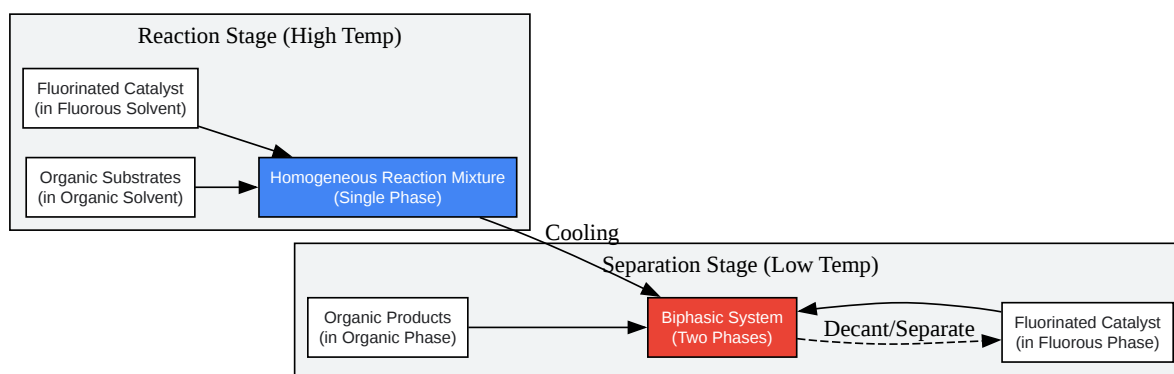 Reaction Stage (High Temp)
Fluorinated Catalyst
(in Fluorous Solvent)
Organic Substrates
(in Organic Solvent)
Homogeneous Reaction Mixture
(Single Phase)
Cooling
Separation Stage (Low Temp)
Organic Products
(in Organic Phase)
Biphasic System
(Two Phases)
Decant/Separate
Fluorinated Catalyst
(in Fluorous Phase)